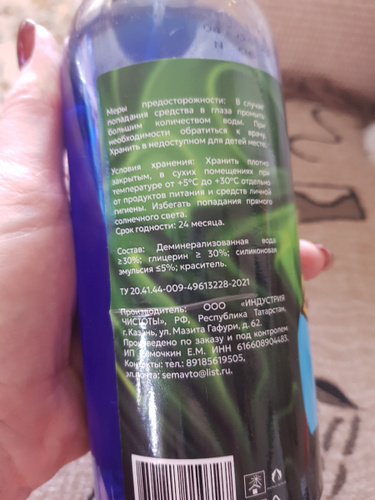 Меры предосторожности: В случае
попадания средства в глаза промыть
большим количеством воды. При
необходимости обратиться к врачу.
Хранить в недоступном для детей месте.
Условия хранения: Хранить плотно
закрытым, в сухих помещениях при
температуре от +5°С до +30°С отдельно
от продуктов питания и средств личной
гигиены. Избегать попадания прямого
солнечного света.
Срок годности: 24 месяца.
Состав: Деминерализованная вода
≥30%; глицерин ≥ 30%; силиконовая
эмульсия ≤5%; краситель.
ТУ 20.41.44-009-49613228-2021
Производитель: ООО «ИНДУСТРИЯ
ЧИСТОТЫ», РФ, Республика Татарстан,
г. Казань, ул. Мазита Гафури, д. 62.
Произведено по заказу и под контролем
ИП Семочкин Е.М. ИНН 616608904483.
Контакты: тел.: 89185619505,
эл.почта: semavto@list.ru.